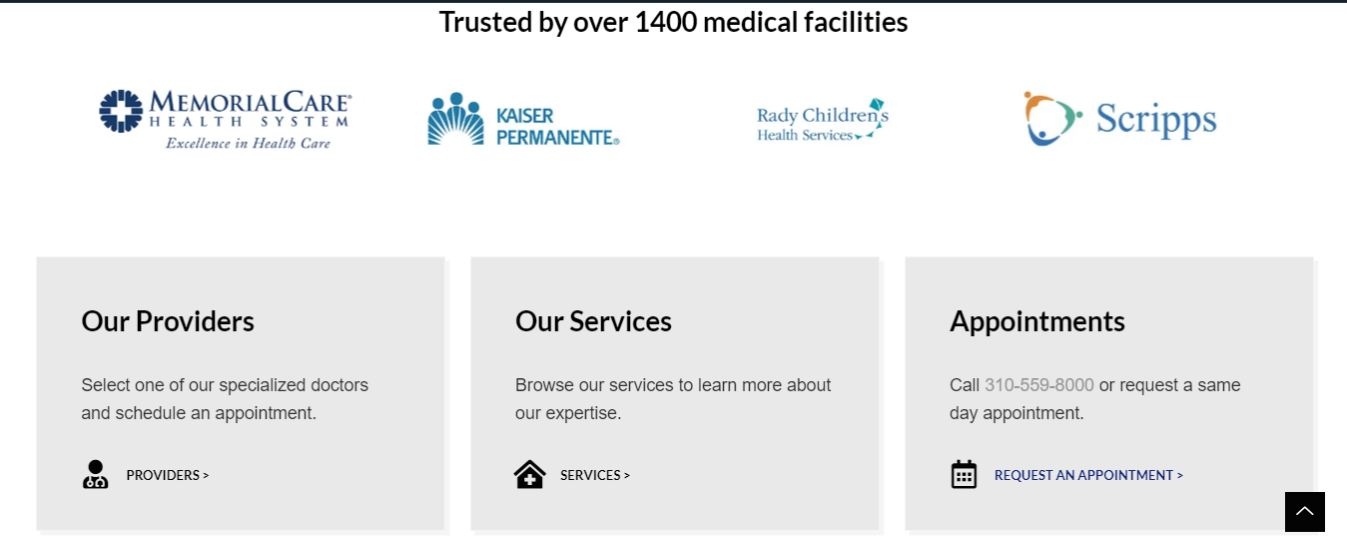 Trusted by over 1400 medical facilities
MEMORIALCARE®
HEALTH SYSTEM
Excellence in Health Care
KAISER
PERMANENTE®
Rady Children's
Health Services
Scripps
Our Providers
Select one of our specialized doctors
and schedule an appointment.
PROVIDERS >
Our Services
Browse our services to learn more about
our expertise.
SERVICES >
Appointments
Call 310-559-8000 or request a same
day appointment.
REQUEST AN APPOINTMENT >